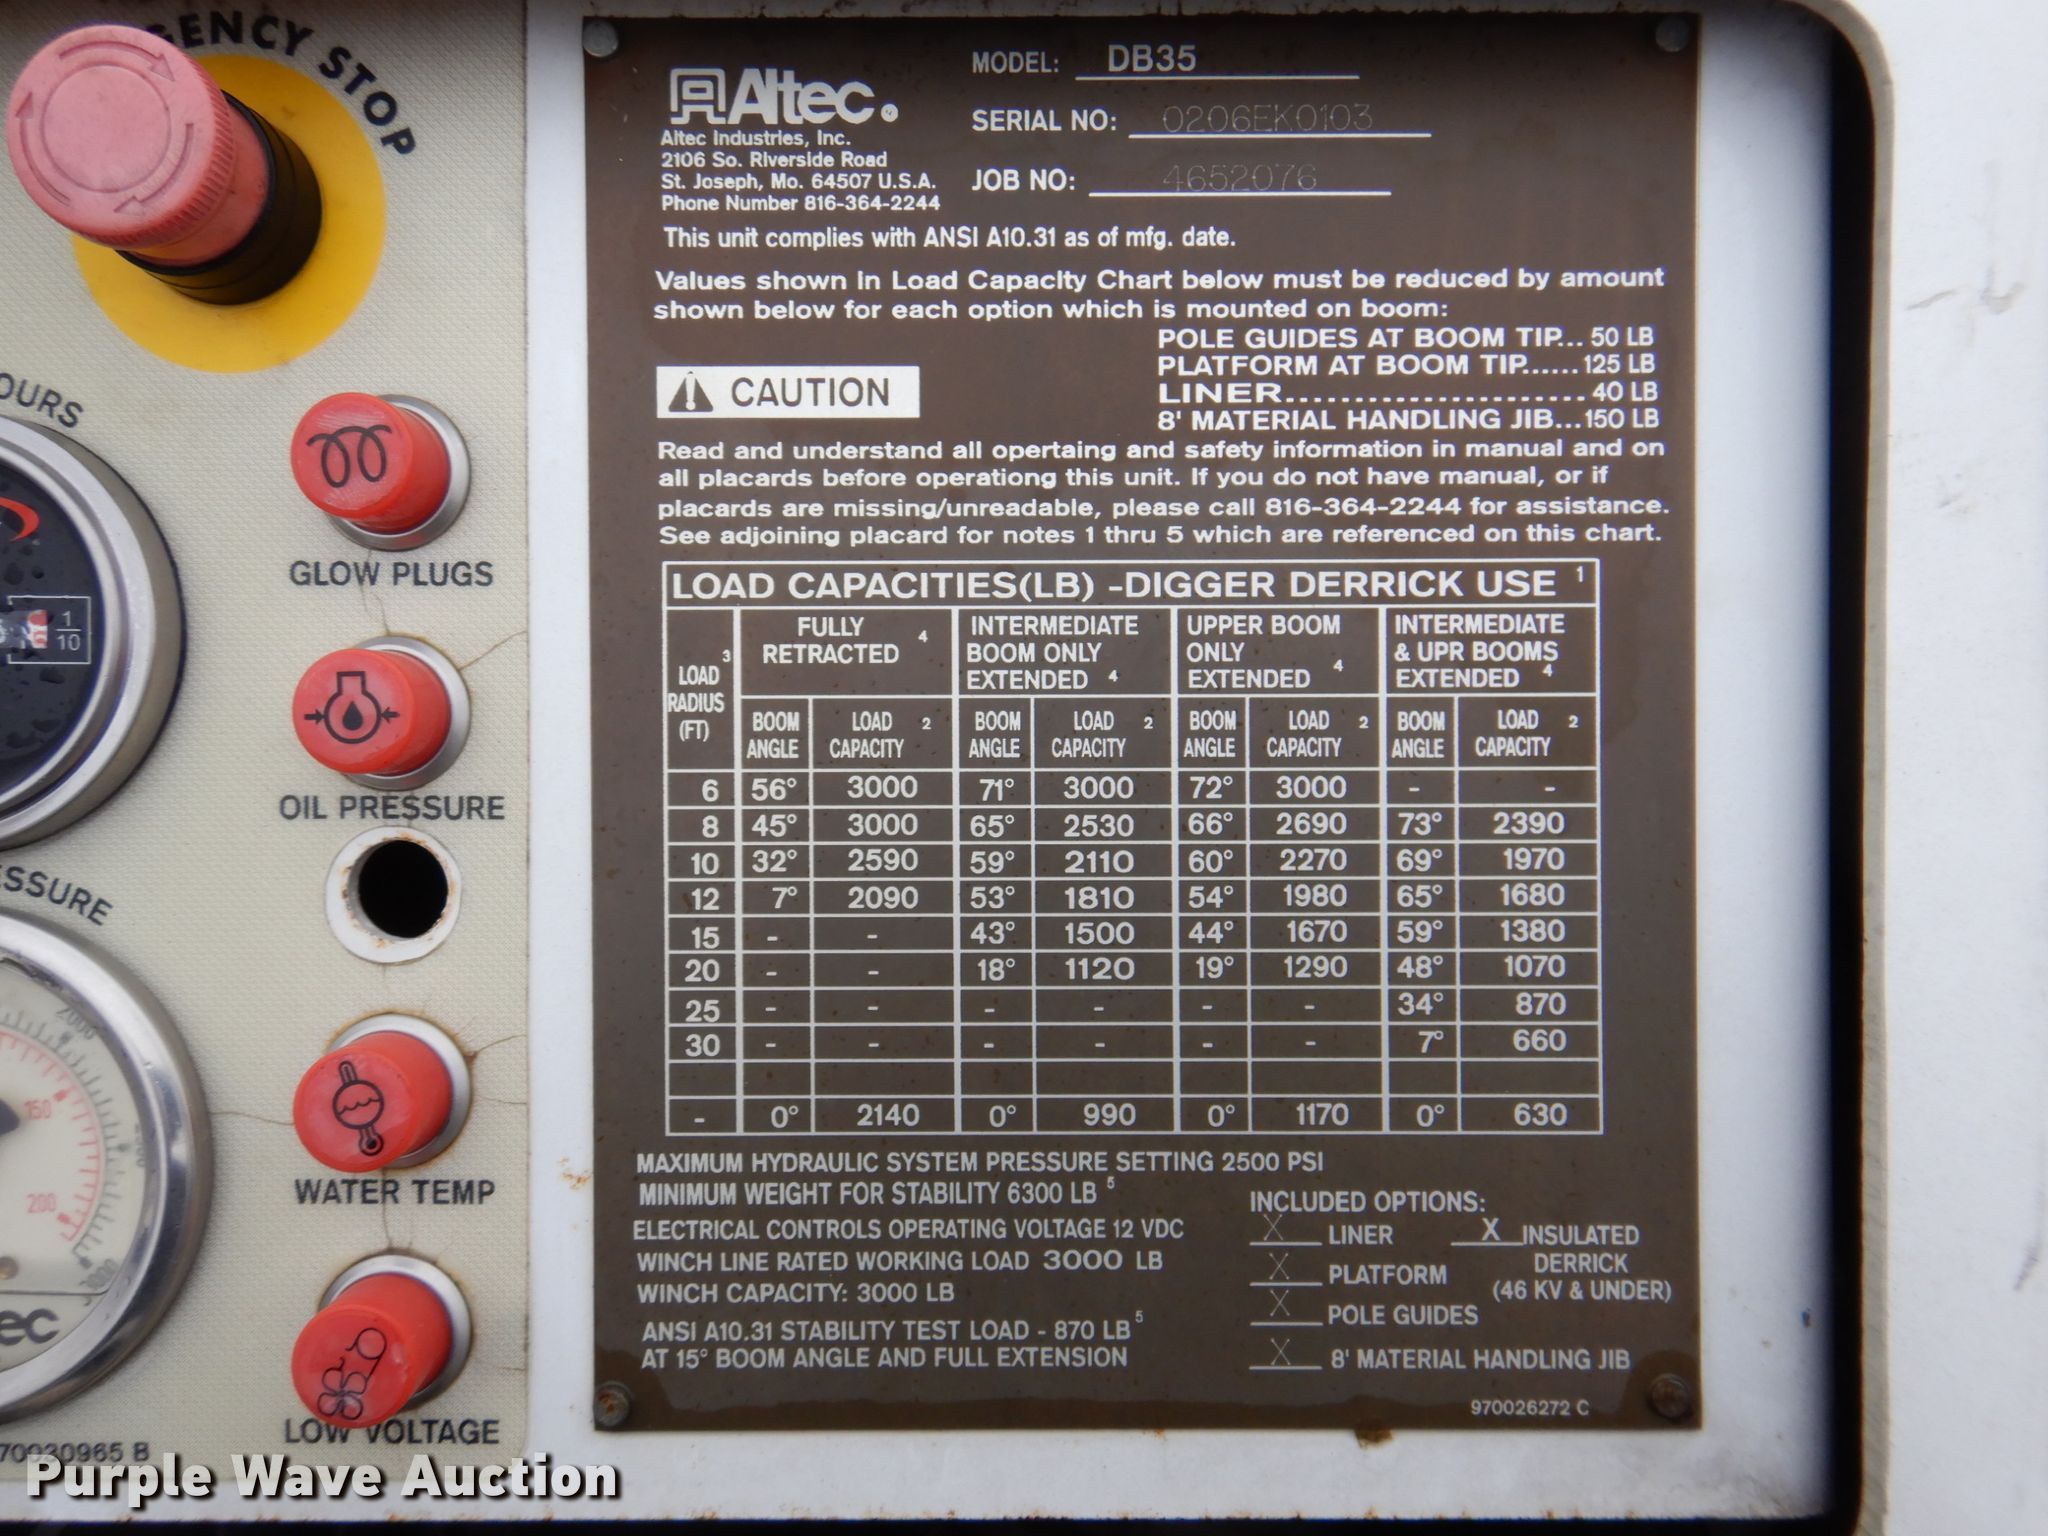 GENCY STOP
OURS
1/10
GLOW PLUGS
OIL PRESSURE
SSURE
2000
150
200
3000
WATER TEMP
ec
LOW VOLTAGE
70030965 B
Altec.
Altec Industries, Inc.
2106 So. Riverside Road
St. Joseph, Mo. 64507 U.S.A.
Phone Number 816-364-2244
MODEL: DB35
SERIAL NO: 0206EK0103
JOB NO: 4652076
This unit complies with ANSI A10.31 as of mfg. date.
Values shown in Load Capacity Chart below must be reduced by amount
shown below for each option which is mounted on boom:
POLE GUIDES AT BOOM TIP... 50 LB
PLATFORM AT BOOM TIP......125 LB
LINER...................... 40 LB
8' MATERIAL HANDLING JIB...150 LB
CAUTION
Read and understand all opertaing and safety information in manual and on
all placards before operationg this unit. If you do not have manual, or if
placards are missing/unreadable, please call 816-364-2244 for assistance.
See adjoining placard for notes 1 thru 5 which are referenced on this chart.
LOAD CAPACITIES(LB) -DIGGER DERRICK USE 1
LOAD 3 RADIUS (FT)
FULLY RETRACTED 4
INTERMEDIATE BOOM ONLY EXTENDED 4
UPPER BOOM ONLY EXTENDED 4
INTERMEDIATE & UPR BOOMS EXTENDED 4
BOOM ANGLE LOAD 2 CAPACITY BOOM ANGLE LOAD 2 CAPACITY BOOM ANGLE LOAD 2 CAPACITY BOOM ANGLE LOAD 2 CAPACITY
6 56° 3000 71° 3000 72° 3000 - -
8 45° 3000 65° 2530 66° 2690 73° 2390
10 32° 2590 59° 2110 60° 2270 69° 1970
12 7° 2090 53° 1810 54° 1980 65° 1680
15 - - 43° 1500 44° 1670 59° 1380
20 - - 18° 1120 19° 1290 48° 1070
25 - - - - - - 34° 870
30 - - - - - - 7° 660
- 0° 2140 0° 990 0° 1170 0° 630
MAXIMUM HYDRAULIC SYSTEM PRESSURE SETTING 2500 PSI
MINIMUM WEIGHT FOR STABILITY 6300 LB 5
ELECTRICAL CONTROLS OPERATING VOLTAGE 12 VDC
WINCH LINE RATED WORKING LOAD 3000 LB
WINCH CAPACITY: 3000 LB
ANSI A10.31 STABILITY TEST LOAD - 870 LB 5
AT 15° BOOM ANGLE AND FULL EXTENSION
INCLUDED OPTIONS:
X LINER
X INSULATED DERRICK (46 KV & UNDER)
X PLATFORM
X POLE GUIDES
X 8' MATERIAL HANDLING JIB
970026272 C
Purple Wave Auction